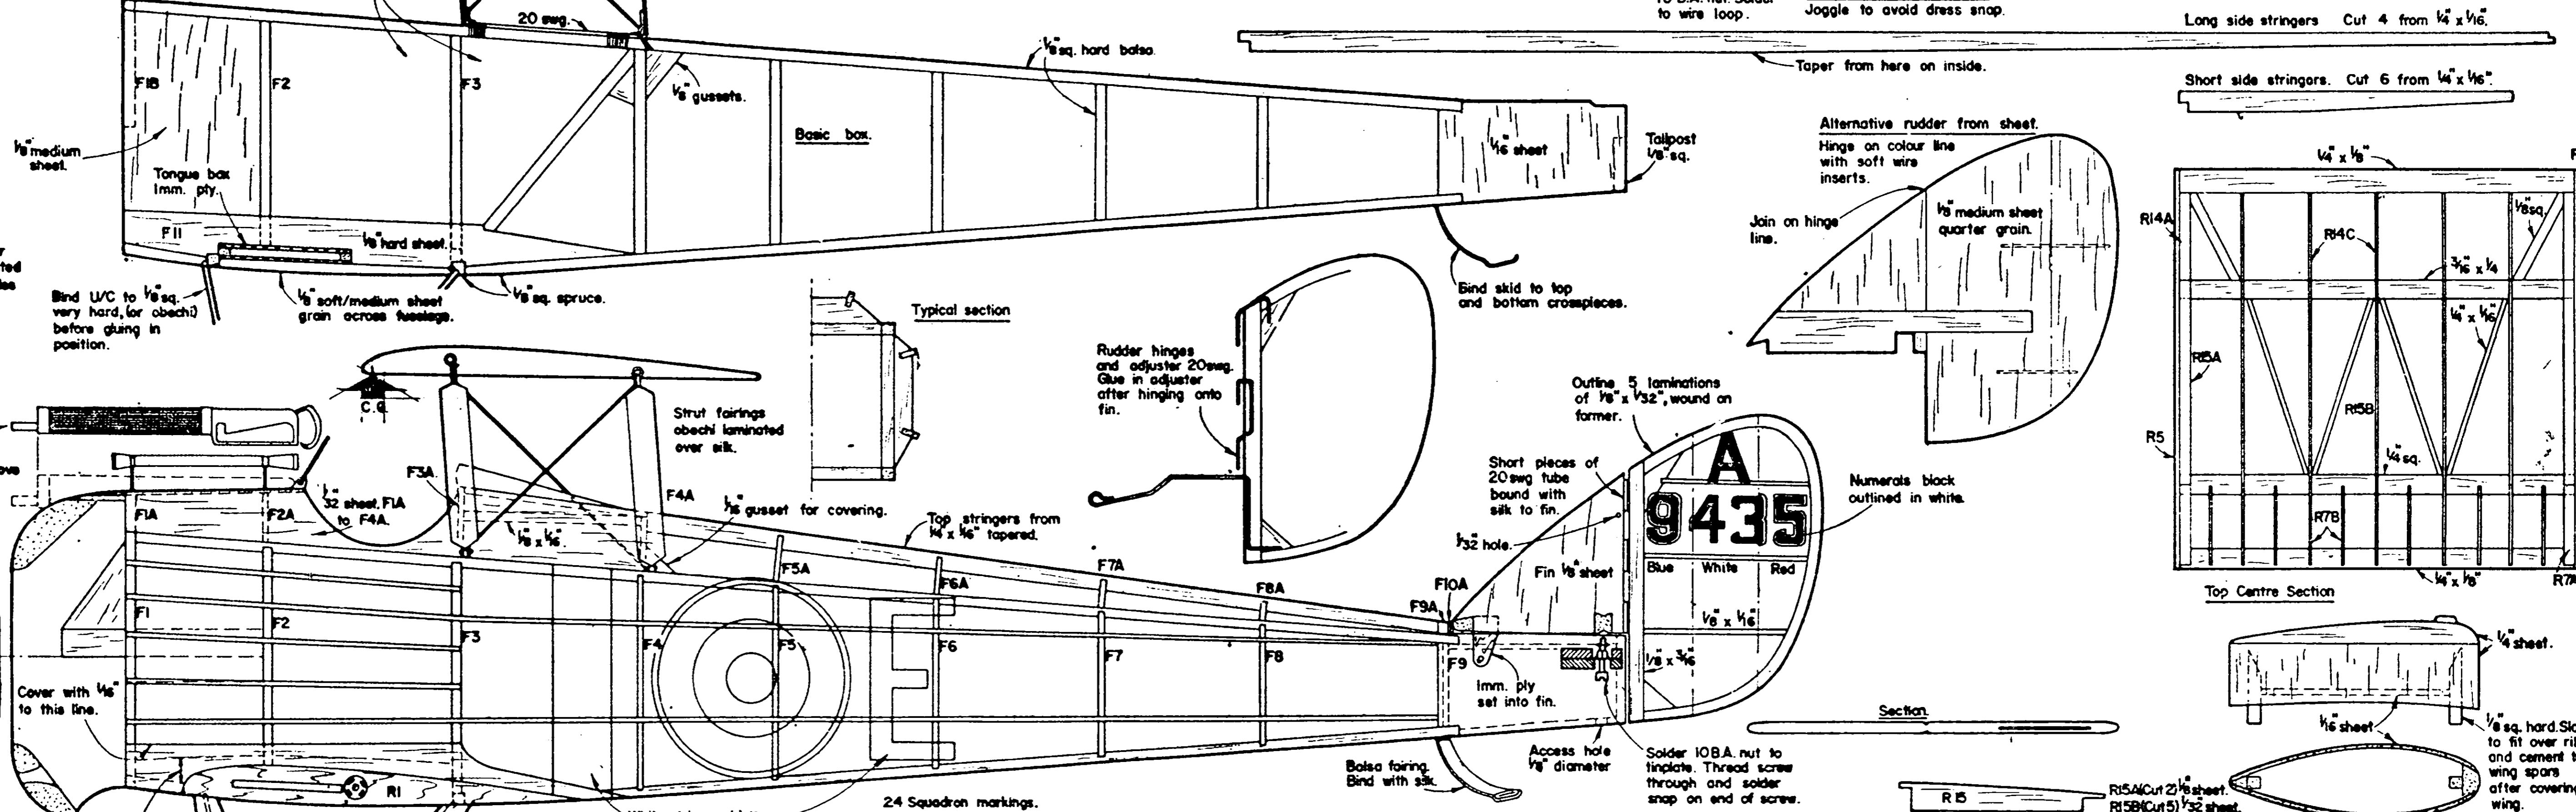 20 swg.
to wire loop.
Joggle to avoid dress snap.
Long side stringers Cut 4 from 1/4" x 1/16".
Taper from here on inside.
Short side stringers. Cut 6 from 1/4" x 1/16".
1/8" sq. hard balsa.
F1B
F2
F3
1/8" gussets.
Basic box.
1/16" sheet
Tailpost
1/8" sq.
1/8" medium
sheet.
Tongue box
1mm. ply.
F11
1/8" hard sheet.
Bind U/C to 1/8" sq.
very hard, (or obechi)
before gluing in
position.
1/8" soft/medium sheet
grain across fuselage.
1/8" sq. spruce.
Bind skid to top
and bottom crosspieces.
Typical section
Alternative rudder from sheet.
Hinge on colour line
with soft wire
inserts.
Join on hinge
line.
1/8" medium sheet
quarter grain.
1/4" x 1/8"
R14A
1/8" sq.
R14C
3/16" x 1/4
1/4" x 1/16"
R15A
R15B
R5
1/4" sq.
R7B
1/4" x 1/8"
Top Centre Section
Rudder hinges
and adjuster 20swg.
Glue in adjuster
after hinging onto
fin.
Outline 5 laminations
of 1/8" x 1/32", wound on
former.
C.G.
Strut fairings
obechi laminated
over silk.
F3A
F4A
1/16" gusset for covering.
Top stringers from
1/4" x 1/16" tapered.
1/32" sheet. F1A
to F4A.
F1A
F2A
1/8 x 1/16"
F5A
F6A
F7A
F8A
F9A
F10A
Short pieces of
20swg tube
bound with
silk to fin.
1/32" hole.
Fin 1/8" sheet
A
9435
Numerals black
outlined in white.
Blue White Red
1/8" x 1/16"
1/8" x 3/16"
F1
F2
F3
F4
F5
E
F6
F7
F8
F9
1mm. ply
set into fin.
Cover with 1/16"
to this line.
R1
24 Squadron markings.
Balsa fairing.
Bind with silk.
Access hole
1/8" diameter
Solder 10 B.A. nut to
tinplate. Thread screw
through and solder
snap on end of screw.
Section.
R15
R15A (Cut 2) 1/8" sheet.
R15B (Cut 5) 1/32" sheet.
1/4" sheet.
1/16" sheet
1/8" sq. hard.
to fit over
and cement
wing spars
after
wing.